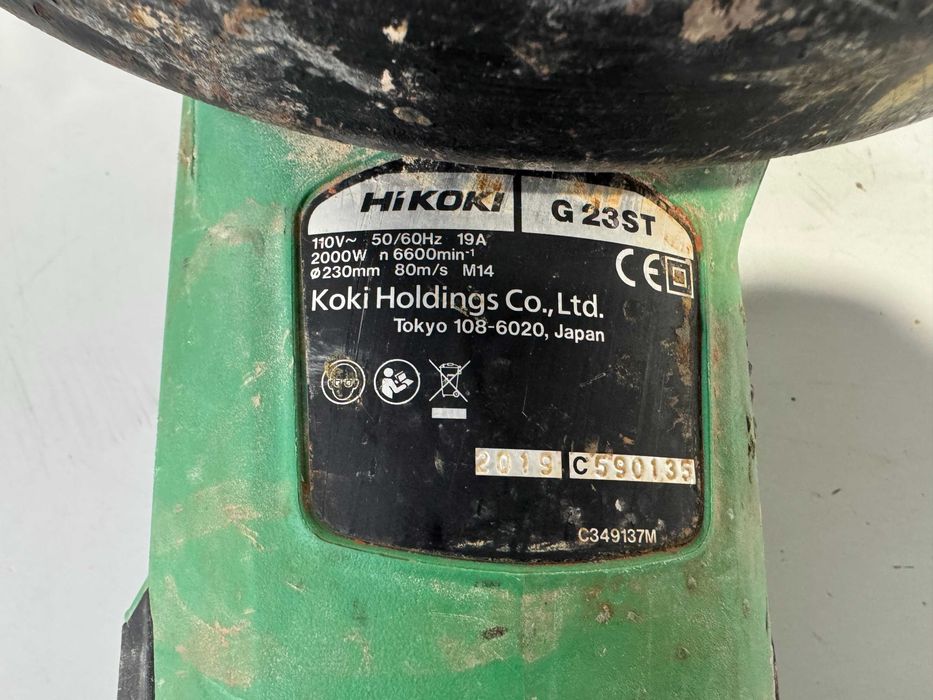 HiKOKI
G 23ST
110V~ 50/60Hz 19A
2000W n 6600min⁻¹
ø230mm 80m/s M14
CE
Koki Holdings Co.,Ltd.
Tokyo 108-6020, Japan
2019 C590135
C349137M